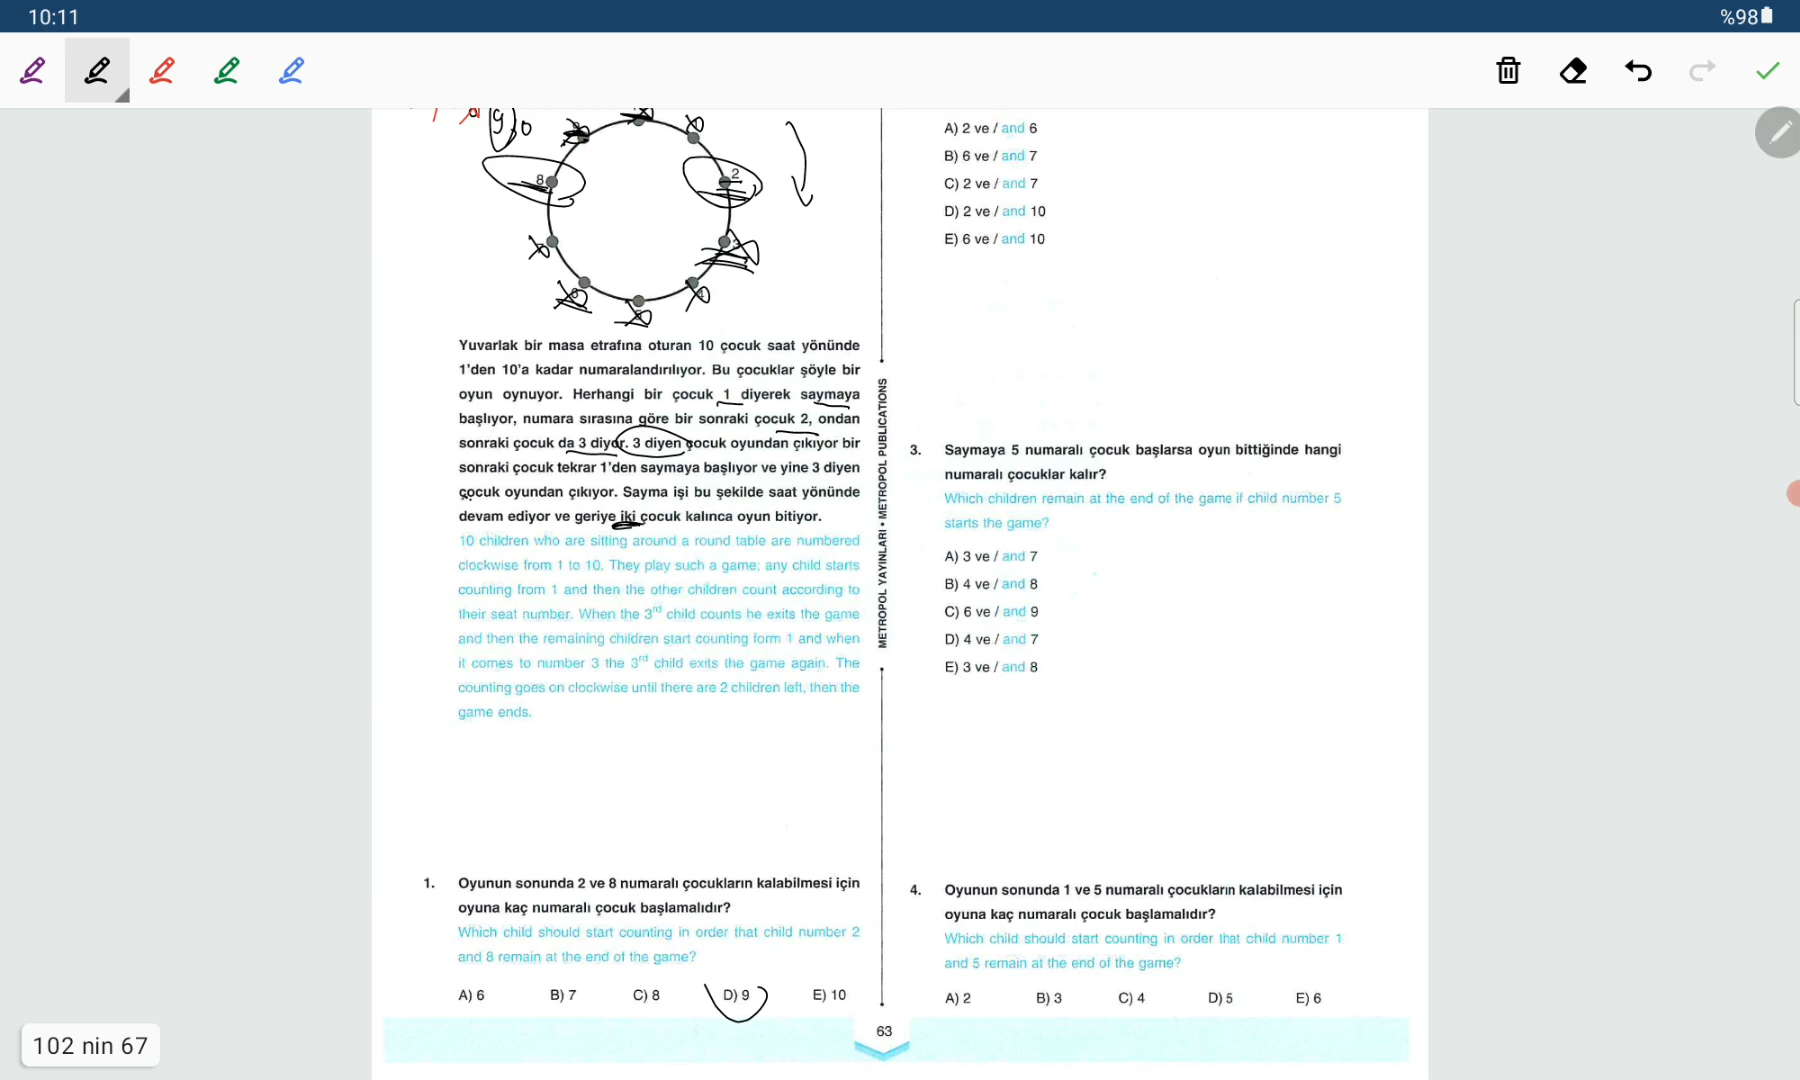 10:11
%98
9
10
8
2
3
7
6
5
4
Yuvarlak bir masa etrafına oturan 10 çocuk saat yönünde
1'den 10'a kadar numaralandırılıyor. Bu çocuklar şöyle bir
oyun oynuyor. Herhangi bir çocuk 1 diyerek saymaya
başlıyor, numara sırasına göre bir sonraki çocuk 2, ondan
sonraki çocuk da 3 diyor. 3 diyen çocuk oyundan çıkıyor bir
sonraki çocuk tekrar 1'den saymaya başlıyor ve yine 3 diyen
çocuk oyundan çıkıyor. Sayma işi bu şekilde saat yönünde
devam ediyor ve geriye iki çocuk kalınca oyun bitiyor.
10 children who are sitting around a round table are numbered
clockwise from 1 to 10. They play such a game; any child starts
counting from 1 and then the other children count according to
their seat number. When the 3rd child counts he exits the game
and then the remaining children start counting form 1 and when
it comes to number 3 the 3rd child exits the game again. The
counting goes on clockwise until there are 2 children left, then the
game ends.
1. Oyunun sonunda 2 ve 8 numaralı çocukların kalabilmesi için
oyuna kaç numaralı çocuk başlamalıdır?
Which child should start counting in order that child number 2
and 8 remain at the end of the game?
A) 6 B) 7 C) 8 D) 9 E) 10
METROPOL YAYINLARI • METROPOL PUBLICATIONS
A) 2 ve / and 6
B) 6 ve / and 7
C) 2 ve / and 7
D) 2 ve / and 10
E) 6 ve / and 10
3. Saymaya 5 numaralı çocuk başlarsa oyun bittiğinde hangi
numaralı çocuklar kalır?
Which children remain at the end of the game if child number 5
starts the game?
A) 3 ve / and 7
B) 4 ve / and 8
C) 6 ve / and 9
D) 4 ve / and 7
E) 3 ve / and 8
4. Oyunun sonunda 1 ve 5 numaralı çocukların kalabilmesi için
oyuna kaç numaralı çocuk başlamalıdır?
Which child should start counting in order that child number 1
and 5 remain at the end of the game?
A) 2 B) 3 C) 4 D) 5 E) 6
63
102 nin 67